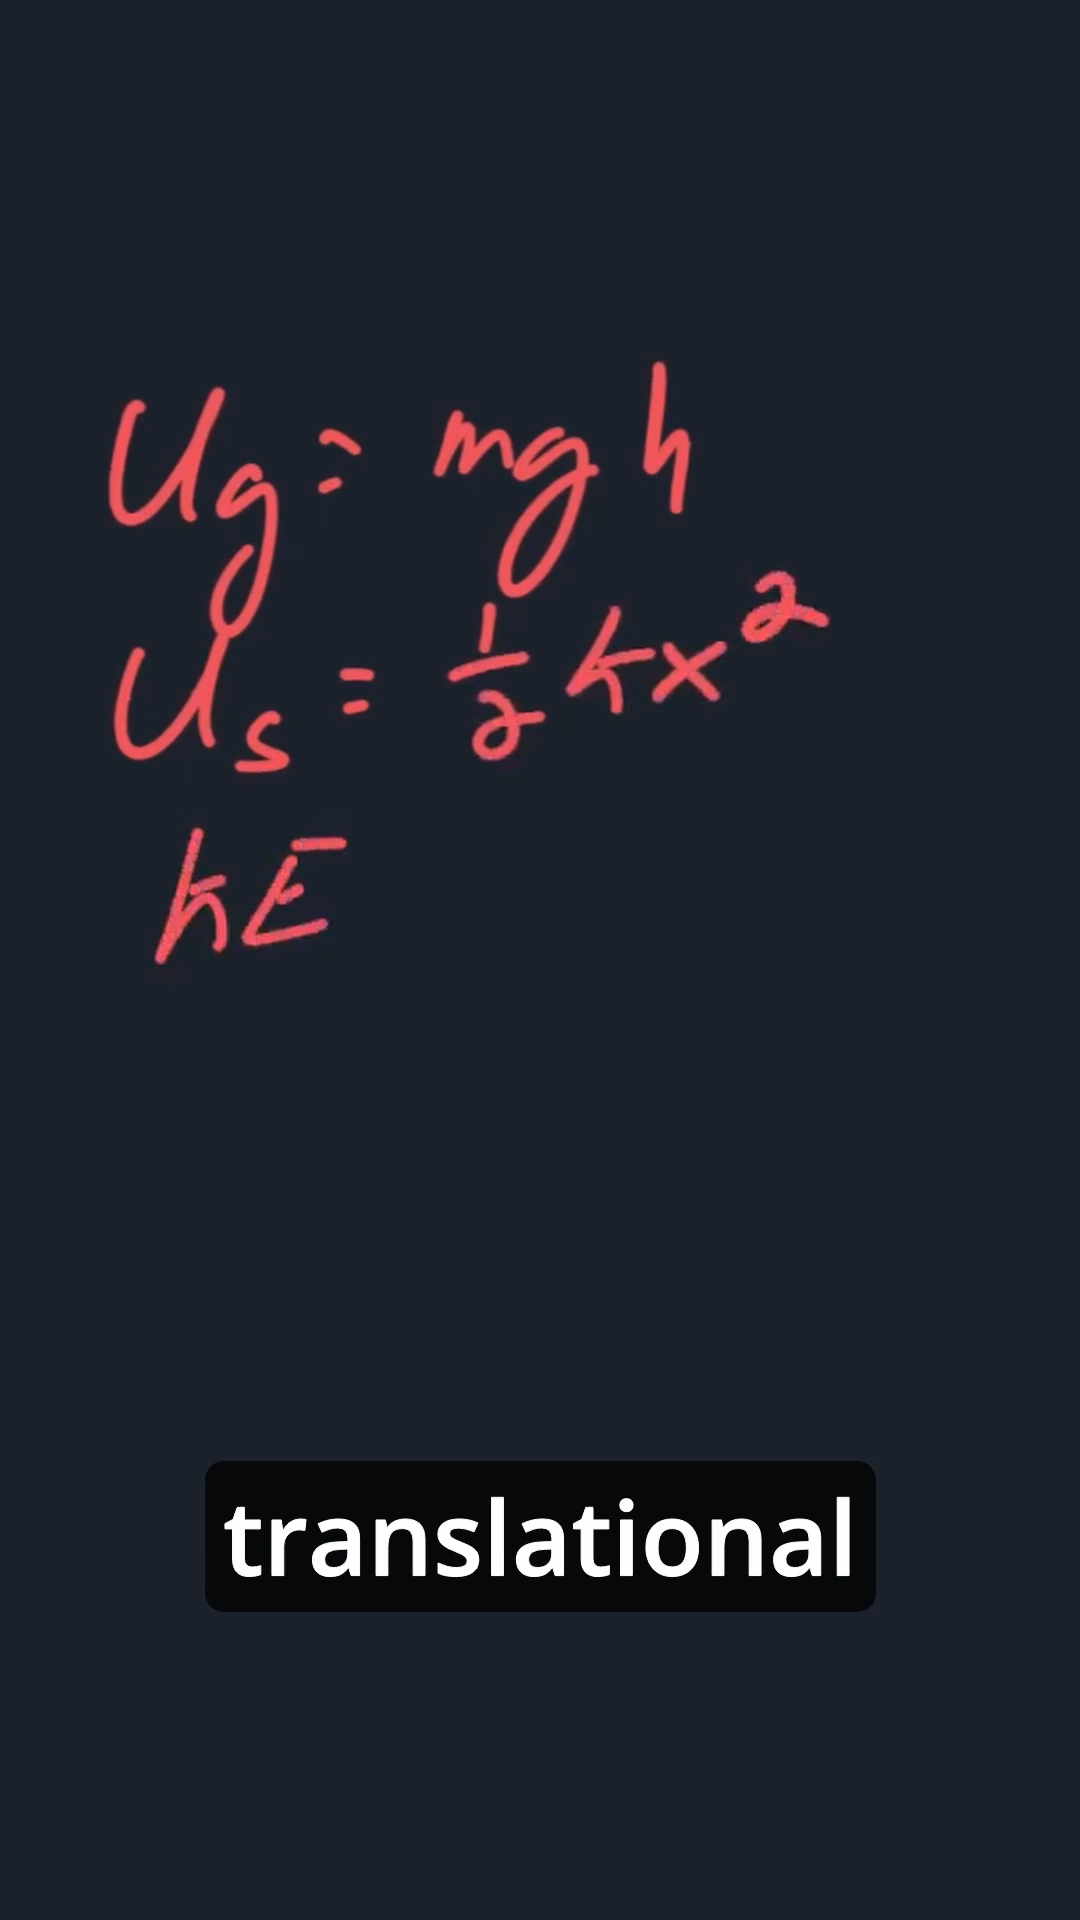 Ug = mgh
Us = 1/2 kx²
KE
translational